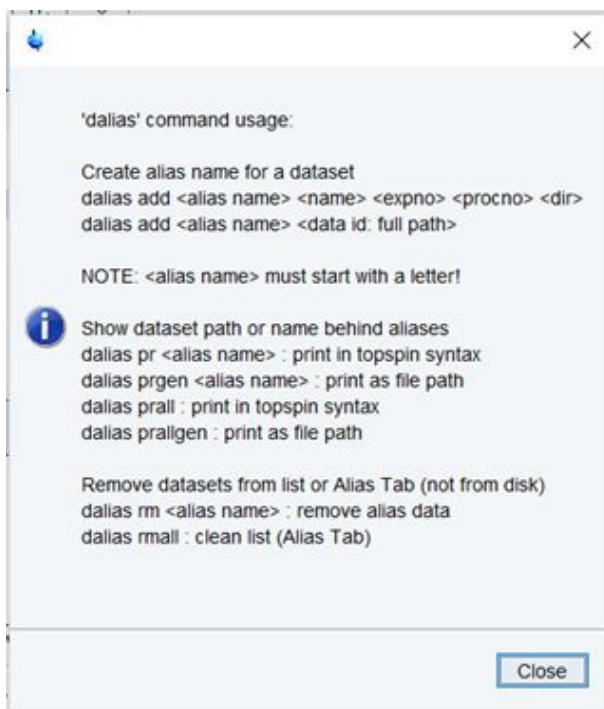 'dalias' command usage:
Create alias name for a dataset
dalias add <alias name> <name> <expno> <procno> <dir>
dalias add <alias name> <data id: full path>
NOTE: <alias name> must start with a letter!
Show dataset path or name behind aliases
dalias pr <alias name> : print in topspin syntax
dalias prgen <alias name> : print as file path
dalias prall : print in topspin syntax
dalias prallgen : print as file path
Remove datasets from list or Alias Tab (not from disk)
dalias rm <alias name> : remove alias data
dalias rmall : clean list (Alias Tab)
Close